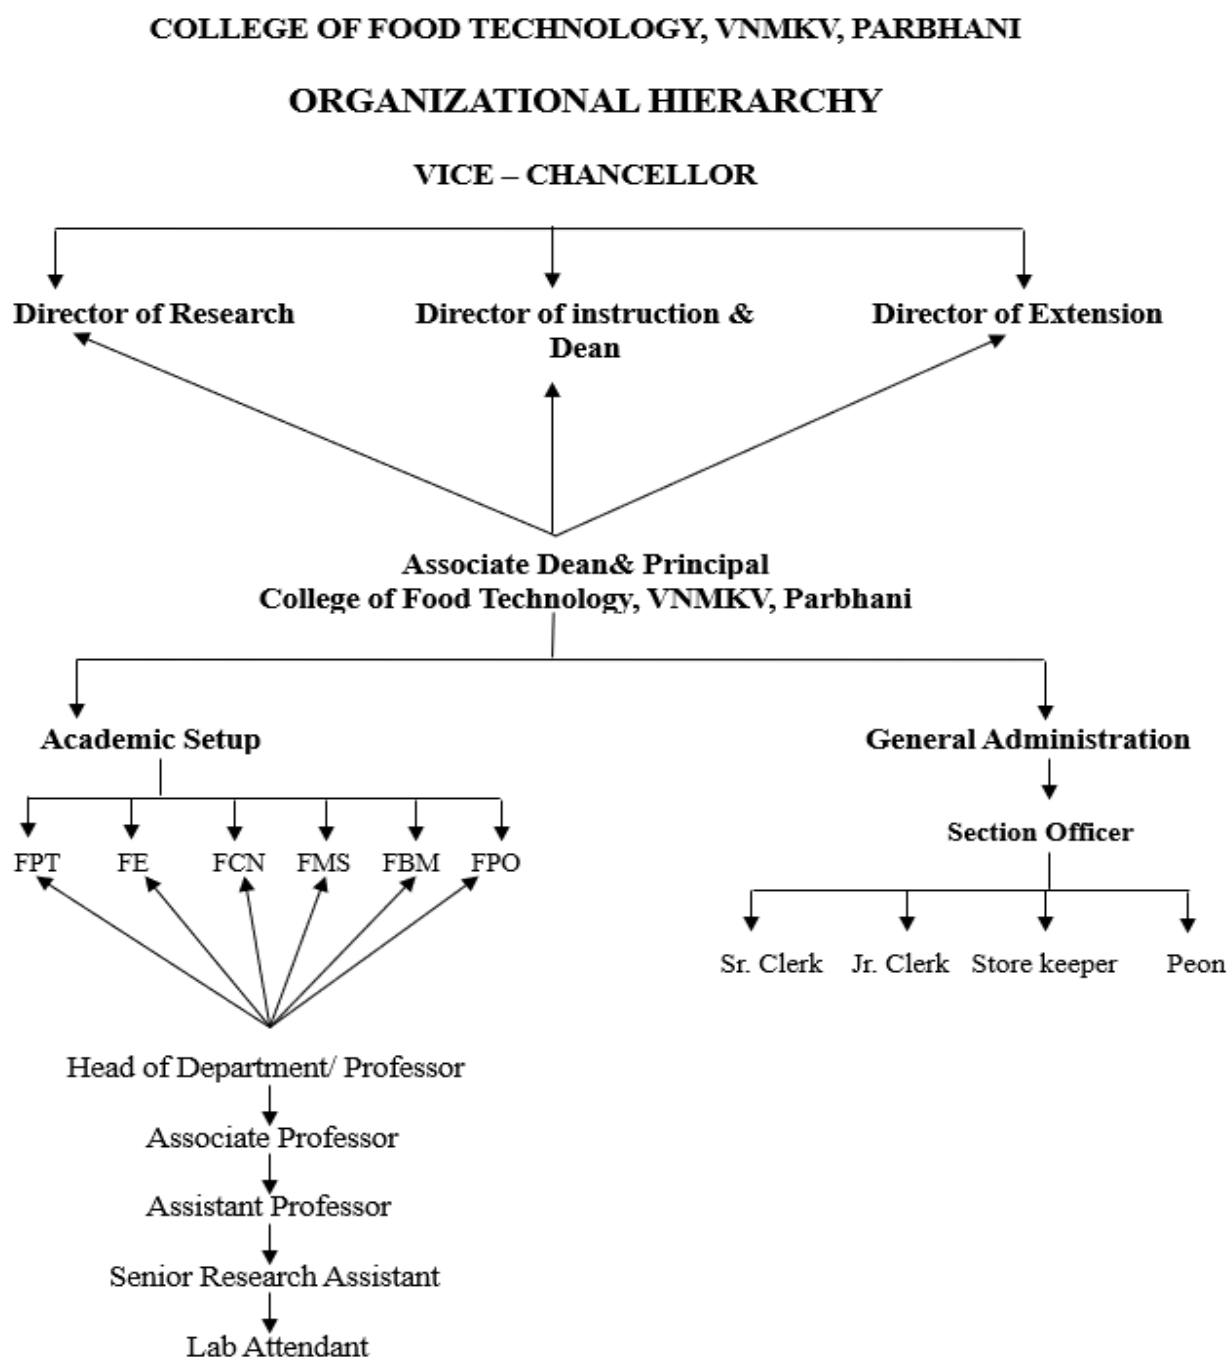 COLLEGE OF FOOD TECHNOLOGY, VNMKV, PARBHANI
ORGANIZATIONAL HIERARCHY
VICE – CHANCELLOR
Director of Research
Director of instruction &
Dean
Director of Extension
Associate Dean& Principal
College of Food Technology, VNMKV, Parbhani
Academic Setup
General Administration
FPT
FE
FCN
FMS
FBM
FPO
Section Officer
Sr. Clerk
Jr. Clerk
Store keeper
Peon
Head of Department/ Professor
Associate Professor
Assistant Professor
Senior Research Assistant
Lab Attendant